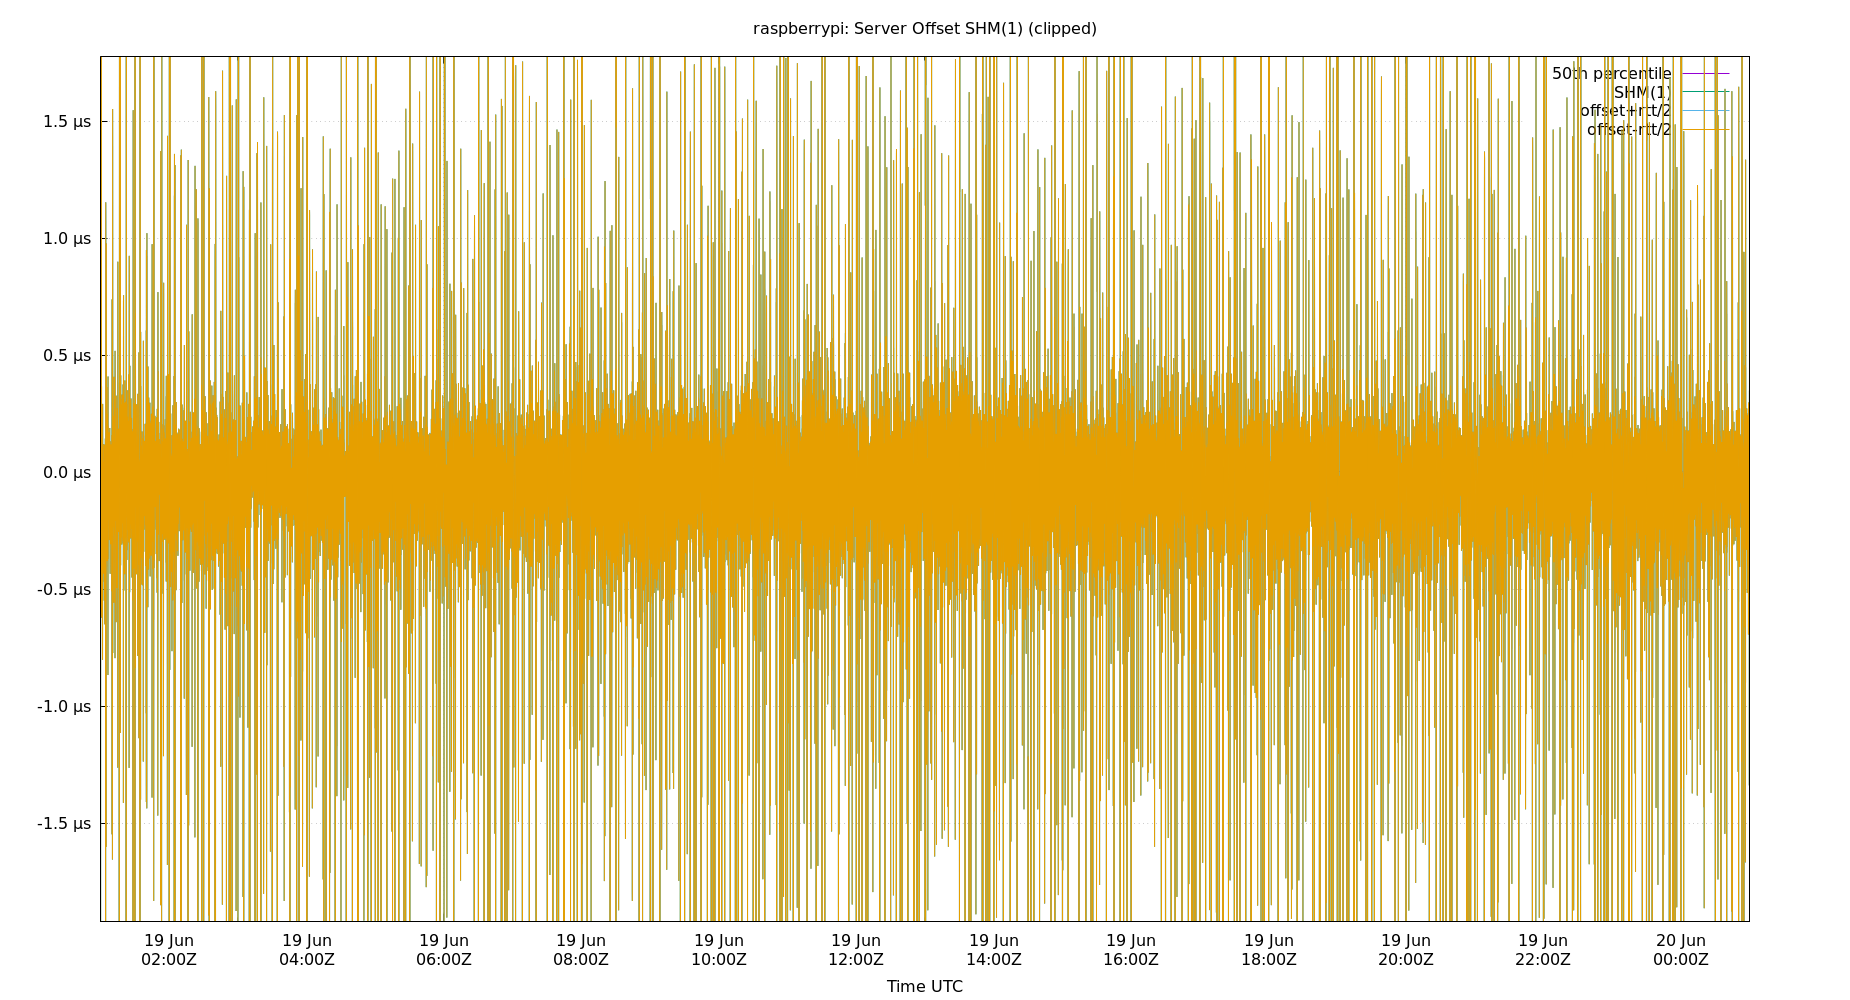 raspberrypi: Server Offset SHM(1) (clipped)
50th percentile
SHM(1)
offset+rtt/2
offset-rtt/2
1.5 µs
1.0 µs
0.5 µs
0.0 µs
-0.5 µs
-1.0 µs
-1.5 µs
19 Jun 19 Jun 19 Jun 19 Jun 19 Jun 19 Jun 19 Jun 19 Jun 19 Jun 19 Jun 19 Jun 20 Jun
02:00Z 04:00Z 06:00Z 08:00Z 10:00Z 12:00Z 14:00Z 16:00Z 18:00Z 20:00Z 22:00Z 00:00Z
Time UTC